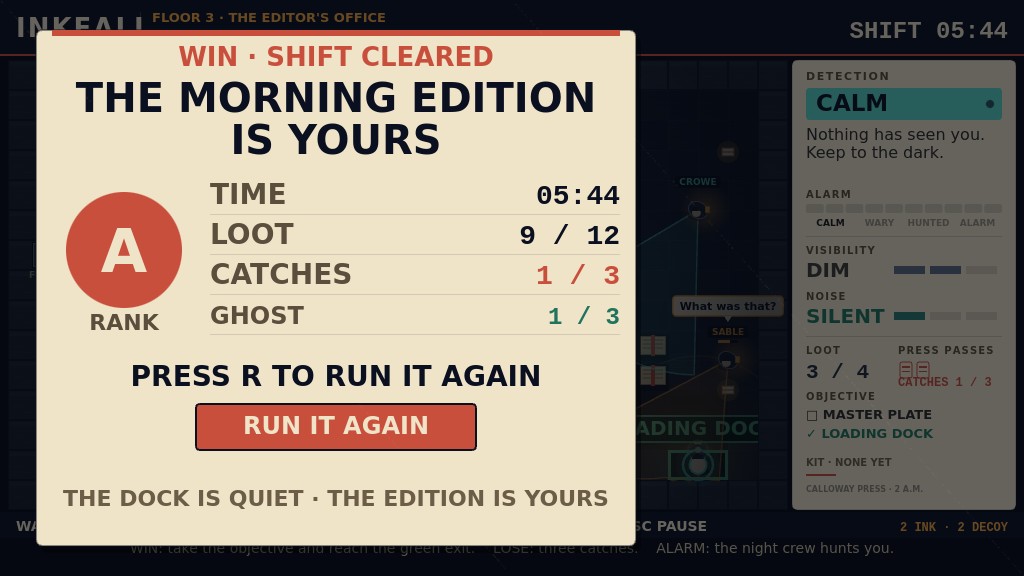 INKFALL
FLOOR 3 · THE EDITOR'S OFFICE
SHIFT 05:44
WIN · SHIFT CLEARED
THE MORNING EDITION
IS YOURS
A
RANK
TIME 05:44
LOOT 9 / 12
CATCHES 1 / 3
GHOST 1 / 3
PRESS R TO RUN IT AGAIN
RUN IT AGAIN
THE DOCK IS QUIET · THE EDITION IS YOURS
CROWE
What was that?
SABLE
ADING DOC
DETECTION
CALM
Nothing has seen you.
Keep to the dark.
ALARM
CALM WARY HUNTED ALARM
VISIBILITY
DIM
NOISE
SILENT
LOOT PRESS PASSES
3 / 4
CATCHES 1 / 3
OBJECTIVE
□ MASTER PLATE
✓ LOADING DOCK
KIT · NONE YET
CALLOWAY PRESS · 2 A.M.
WA
SC PAUSE
2 INK · 2 DECOY
WIN: take the objective and reach the green exit. LOSE: three catches. ALARM: the night crew hunts you.